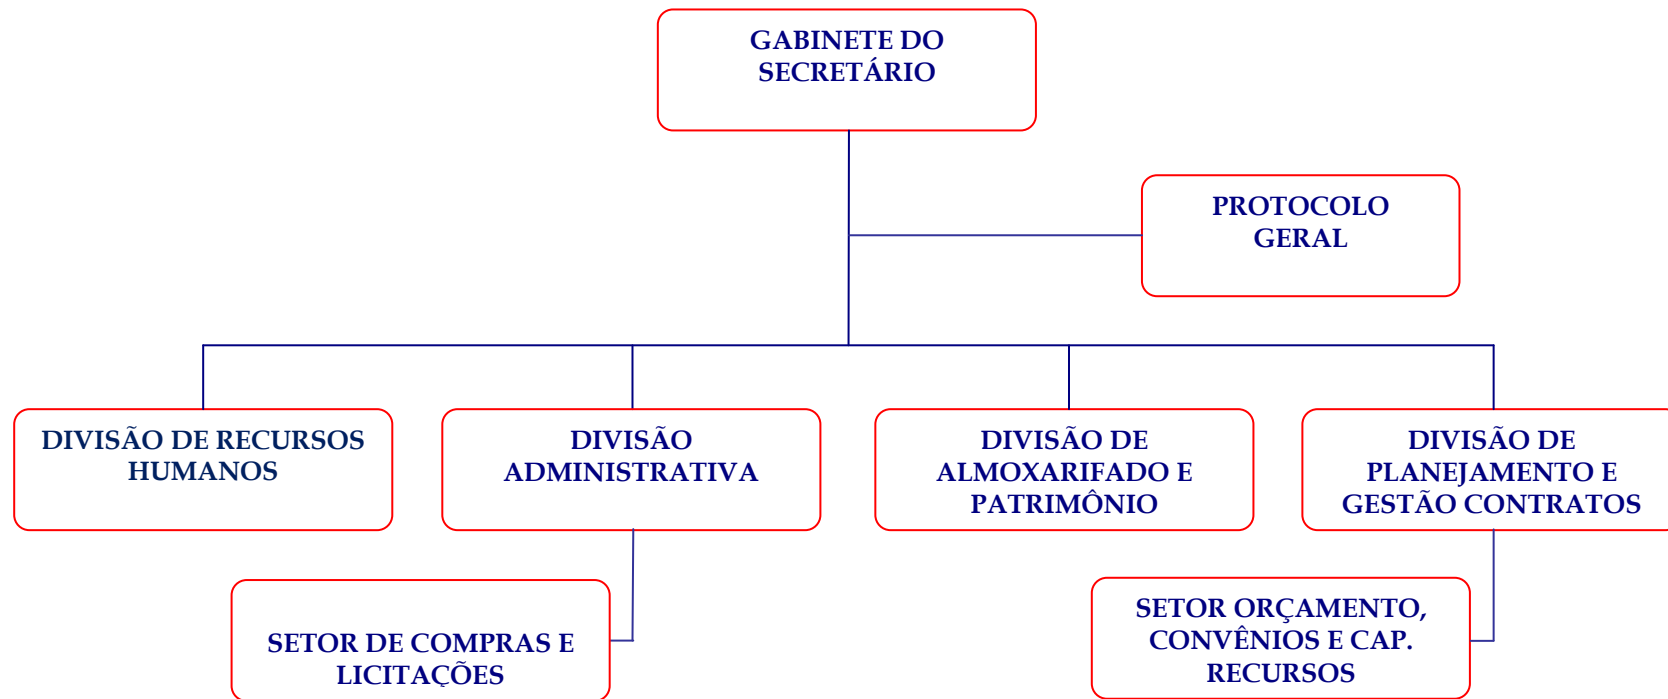 GABINETE DO
SECRETÁRIO
PROTOCOLO
GERAL
DIVISÃO DE RECURSOS
HUMANOS
DIVISÃO
ADMINISTRATIVA
DIVISÃO DE
ALMOXARIFADO E
PATRIMÔNIO
DIVISÃO DE
PLANEJAMENTO E
GESTÃO CONTRATOS
SETOR DE COMPRAS E
LICITAÇÕES
SETOR ORÇAMENTO,
CONVÊNIOS E CAP.
RECURSOS